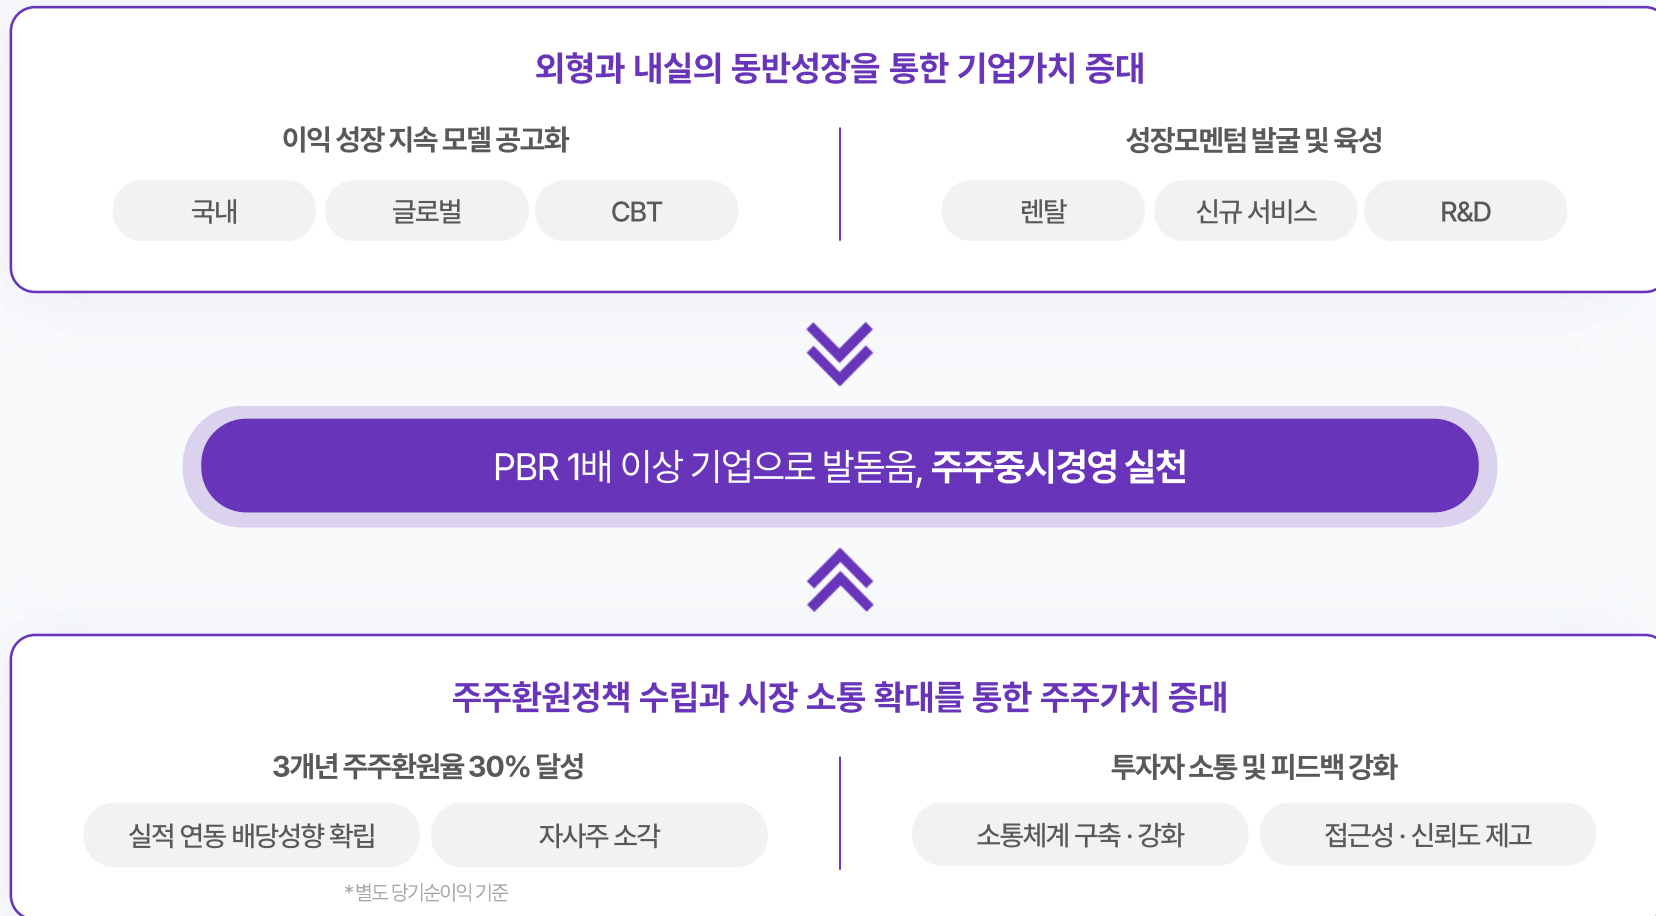 외형과 내실의 동반성장을 통한 기업가치 증대
이익 성장 지속 모델 공고화
국내
글로벌
CBT
성장모멘텀 발굴 및 육성
렌탈
신규 서비스
R&D
PBR 1배 이상 기업으로 발돋움, 주주중시경영 실천
주주환원정책 수립과 시장 소통 확대를 통한 주주가치 증대
3개년 주주환원율 30% 달성
실적 연동 배당성향 확립
자사주 소각
* 별도 당기순이익 기준
투자자 소통 및 피드백 강화
소통체계 구축 · 강화
접근성 · 신뢰도 제고